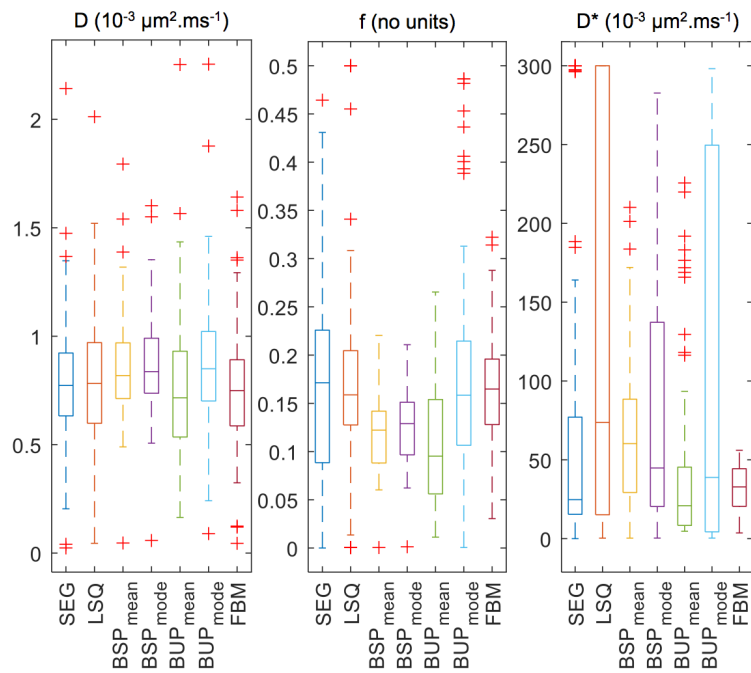 D (10⁻³ µm².ms⁻¹)
f (no units)
D* (10⁻³ µm².ms⁻¹)
2
1.5
1
0.5
0
0.5
0.45
0.4
0.35
0.3
0.25
0.2
0.15
0.1
0.05
0
300
250
200
150
100
50
0
SEG
LSQ
BSP mean
BSP mode
BUP mean
BUP mode
FBM
SEG
LSQ
BSP mean
BSP mode
BUP mean
BUP mode
FBM
SEG
LSQ
BSP mean
BSP mode
BUP mean
BUP mode
FBM